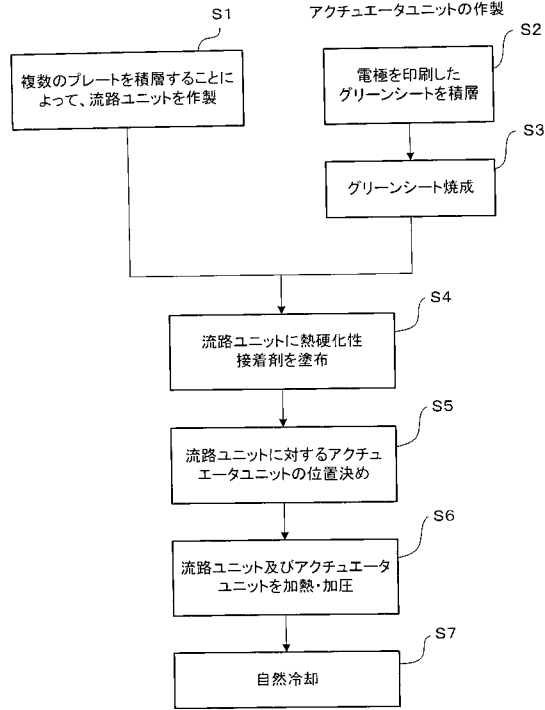 S1
複数のプレートを積層することに
よって、流路ユニットを作製
アクチュエータユニットの作製
S2
電極を印刷した
グリーンシートを積層
S3
グリーンシート焼成
S4
流路ユニットに熱硬化性
接着剤を塗布
S5
流路ユニットに対するアクチュ
エータユニットの位置決め
S6
流路ユニット及びアクチュエータ
ユニットを加熱・加圧
S7
自然冷却